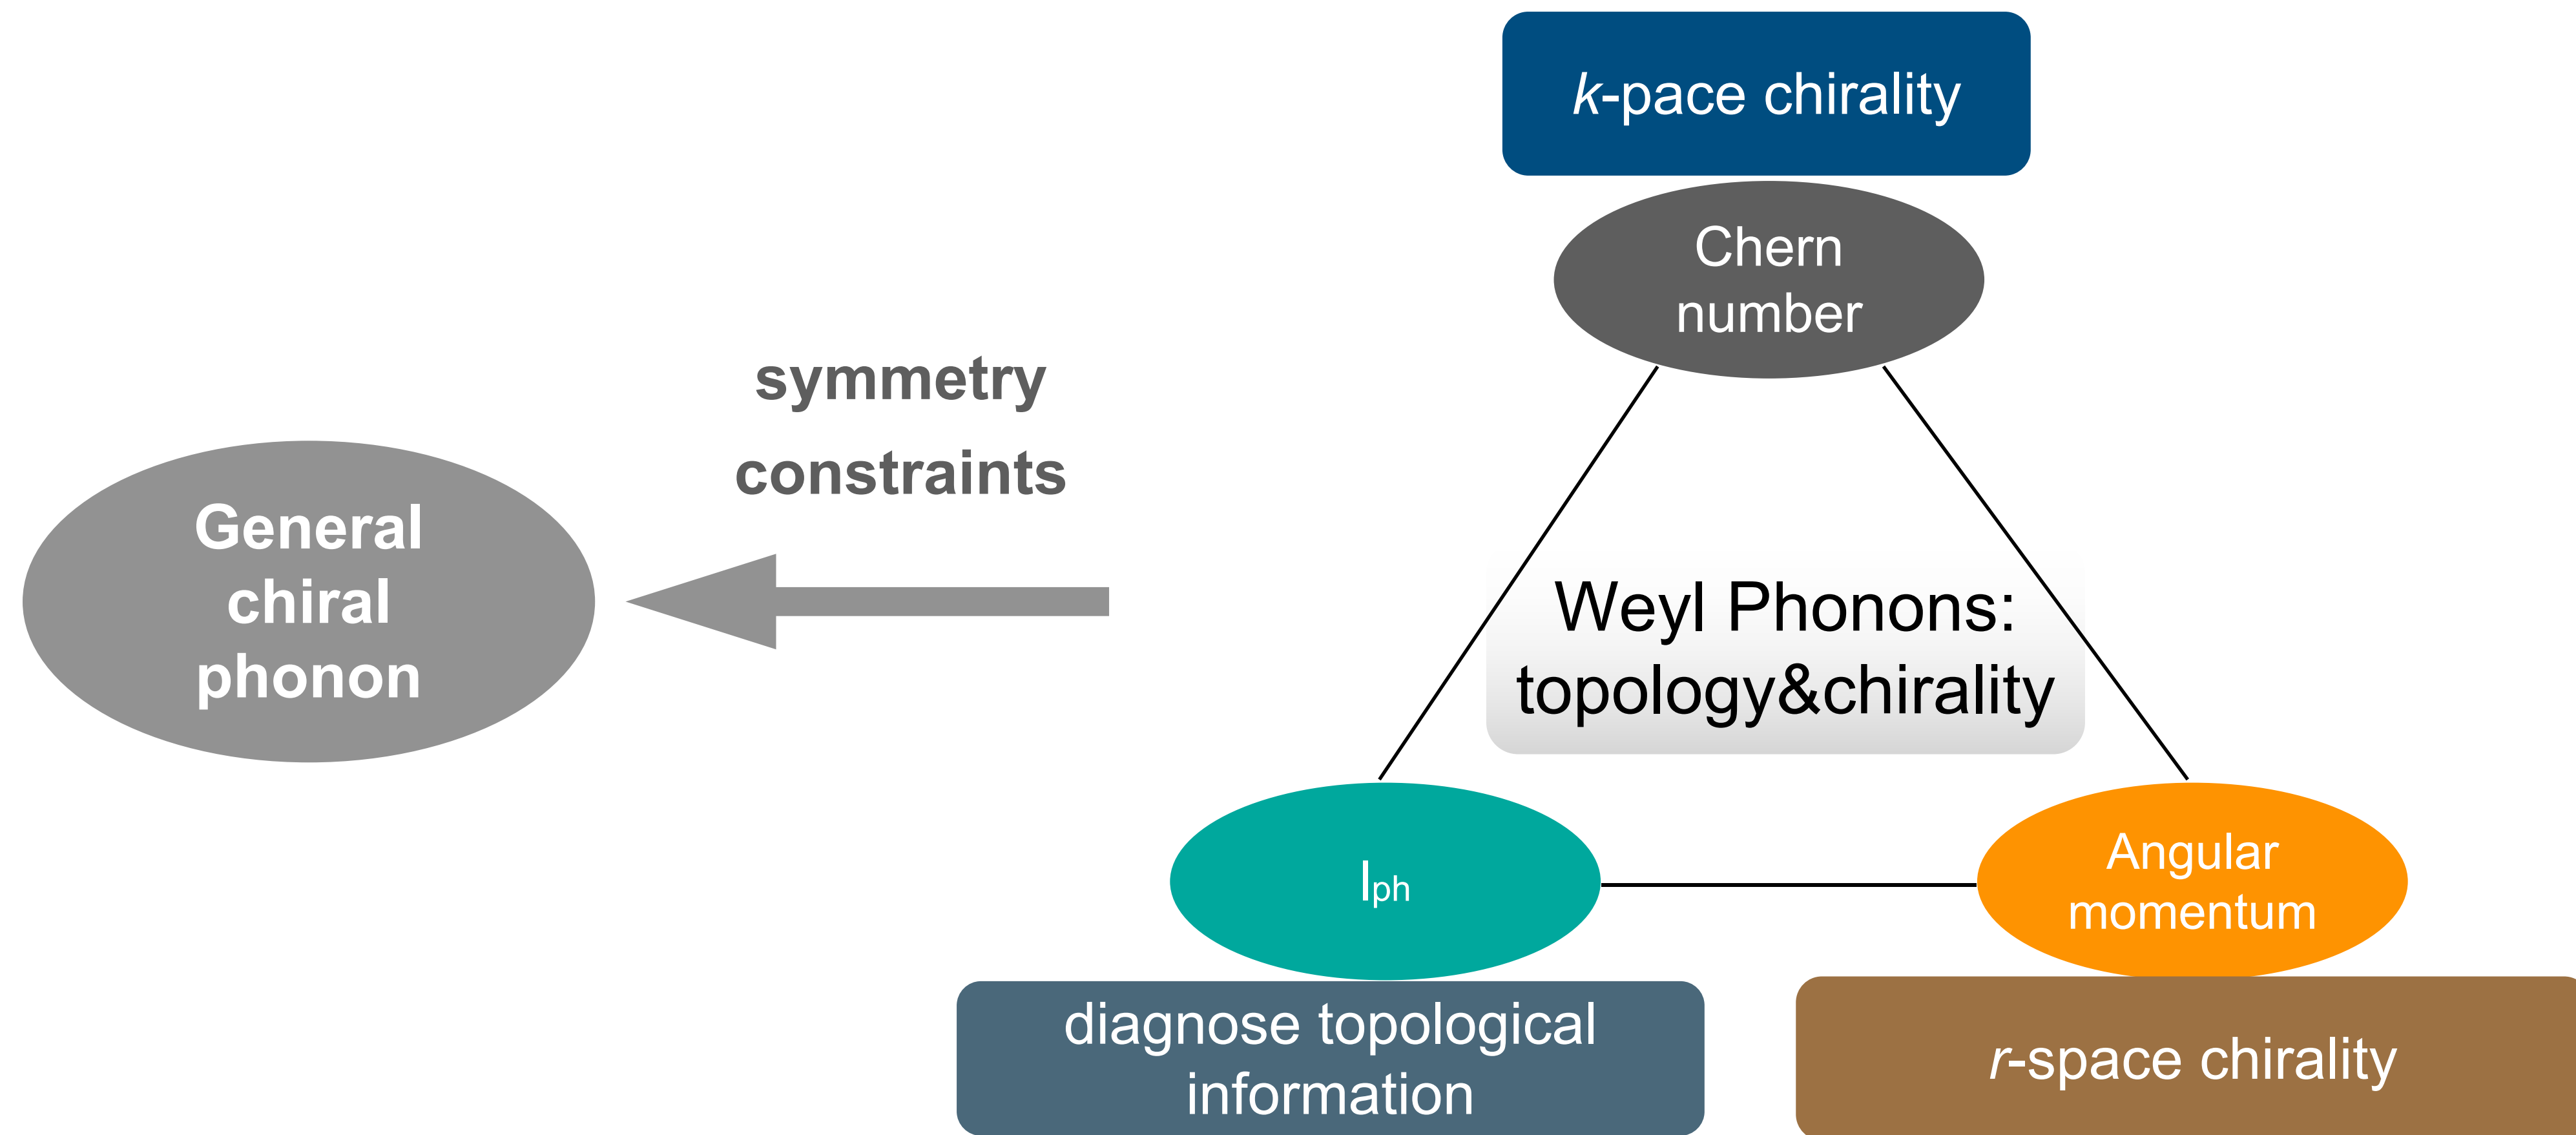 k-pace chirality
Chern
number
symmetry
constraints
General
chiral
phonon
Weyl Phonons:
topology&chirality
lph
Angular
momentum
diagnose topological
information
r-space chirality